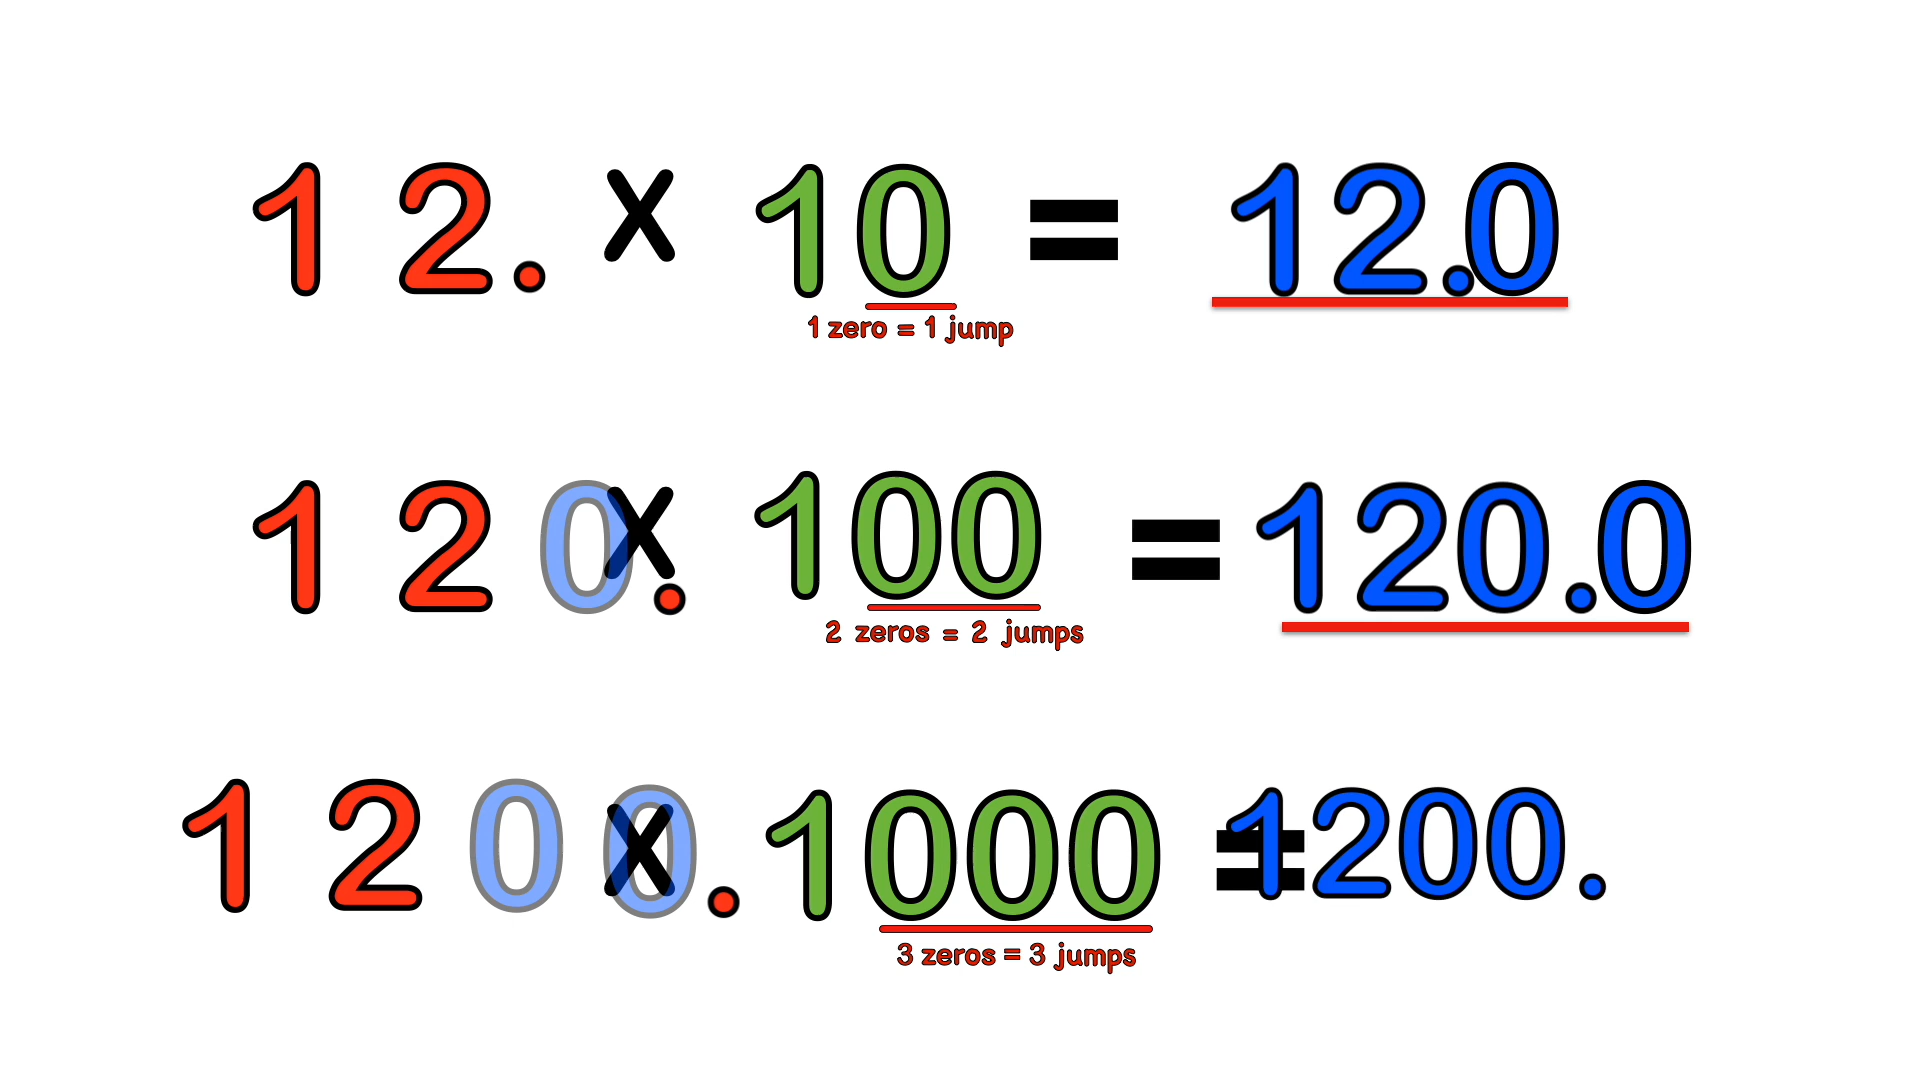 1 2. x 10 = 12.0
1 zero = 1 jump
1 2 0 x . 100 = 120.0
2 zeros = 2 jumps
1 2 0 0 x . 1000 = 1200.
3 zeros = 3 jumps